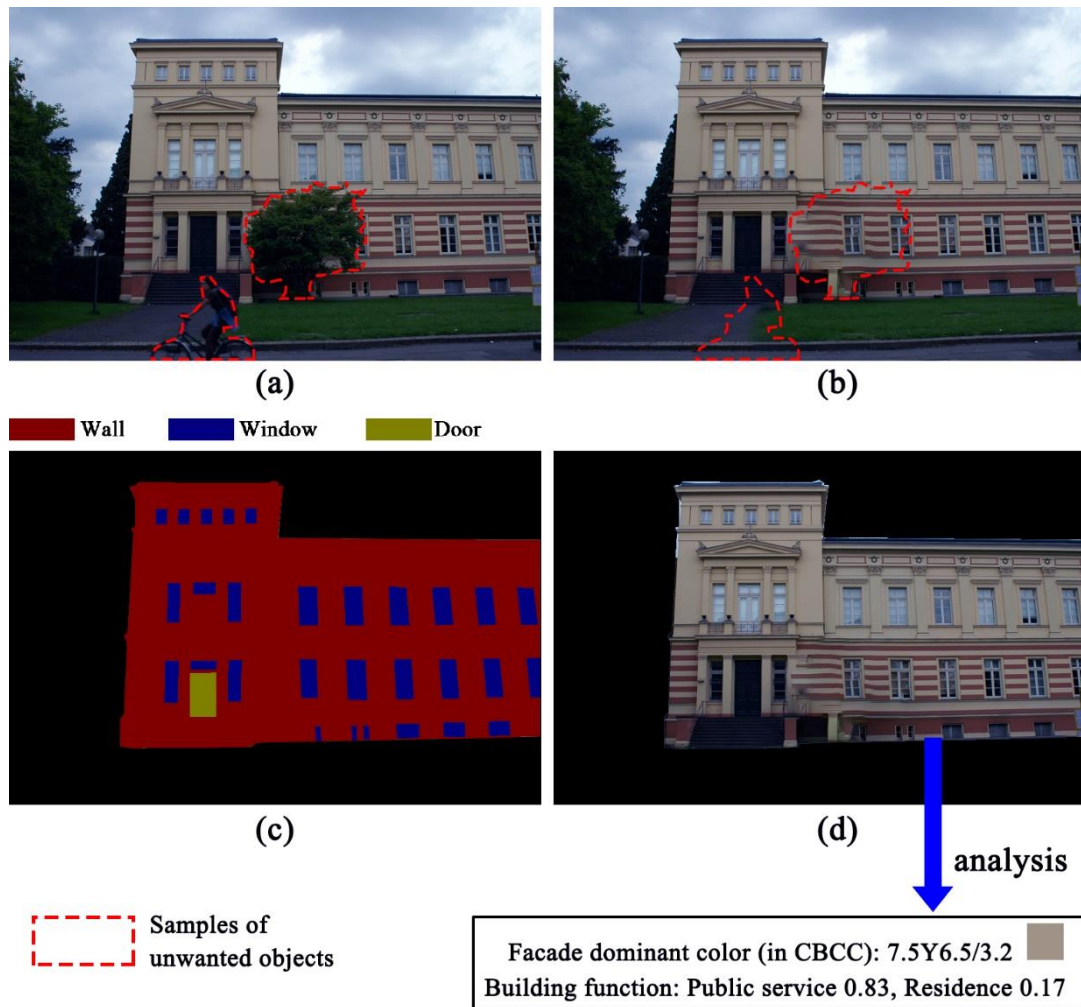 (a)
(b)
Wall
Window
Door
(c)
(d)
analysis
Samples of
unwanted objects
Facade dominant color (in CBCC): 7.5Y6.5/3.2
Building function: Public service 0.83, Residence 0.17